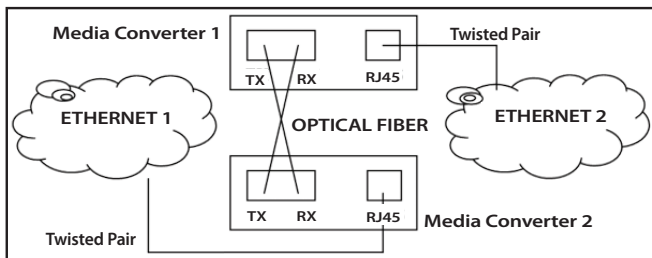 Media Converter 1
Twisted Pair
TX RX RJ45
ETHERNET 1
OPTICAL FIBER
ETHERNET 2
TX RX RJ45
Media Converter 2
Twisted Pair